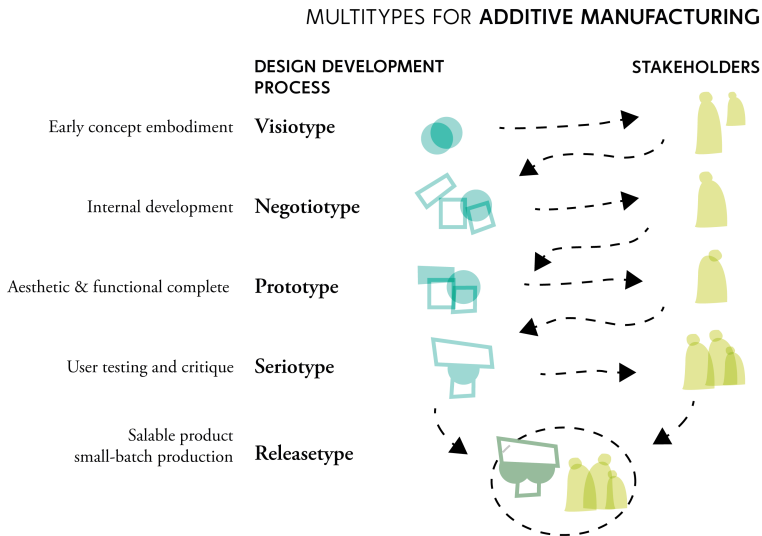 MULTITYPES FOR ADDITIVE MANUFACTURING
DESIGN DEVELOPMENT
PROCESS
STAKEHOLDERS
Early concept embodiment Visiotype
Internal development Negotiotype
Aesthetic & functional complete Prototype
User testing and critique Seriotype
Salable product
small-batch production Releasetype